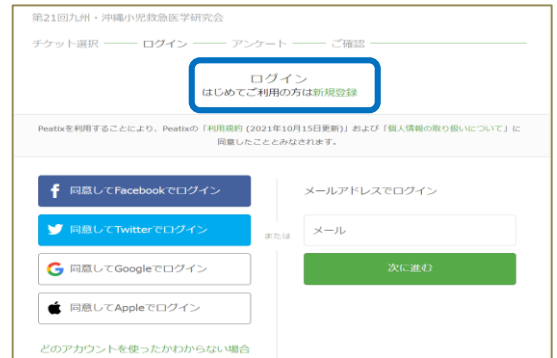 第21回九州・沖縄小児救急医学研究会
チケット選択 ログイン アンケート ご確認
ログイン
はじめてご利用の方は新規登録
Peatixを利用することにより、Peatixの「利用規約 (2021年10月15日更新)」および「個人情報の取り扱いについて」に
同意したこととみなされます。
同意してFacebookでログイン
同意してTwitterでログイン
同意してGoogleでログイン
同意してAppleでログイン
どのアカウントを使ったかわからない場合
または
メールアドレスでログイン
メール
次に進む